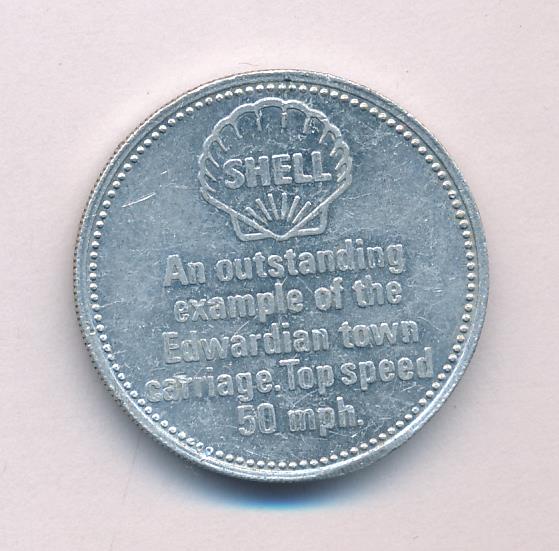 SHELL
An outstanding
example of the
Edwardian town
carriage. Top speed
50 mph.